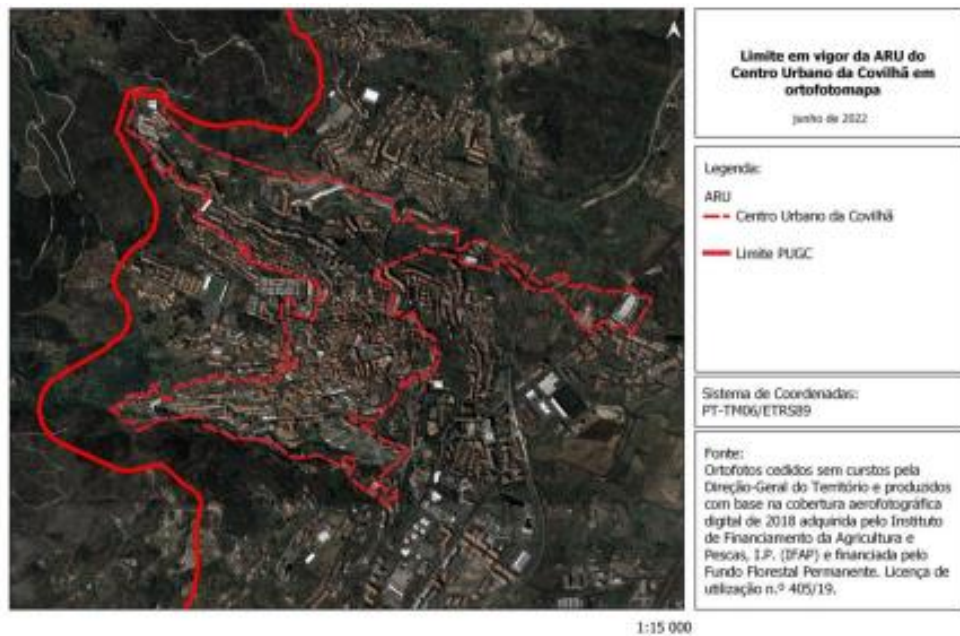 Limite em vigor da ARU do
Centro Urbano da Covilhã em
ortofotomapa
junho de 2022
Legenda:
ARU
Centro Urbano da Covilhã
Limite PUGC
Sistema de Coordenadas:
PT-TM06/ETRS89
Fonte:
Ortofotos cedidos sem curstos pela
Direção-Geral do Território e produzidos
com base na cobertura aerofotográfica
digital de 2018 adquirida pelo Instituto
de Financiamento da Agricultura e
Pescas, I.P. (IFAP) e financiada pelo
Fundo Florestal Permanente. Licença de
utilização n.º 405/19.
1:15 000